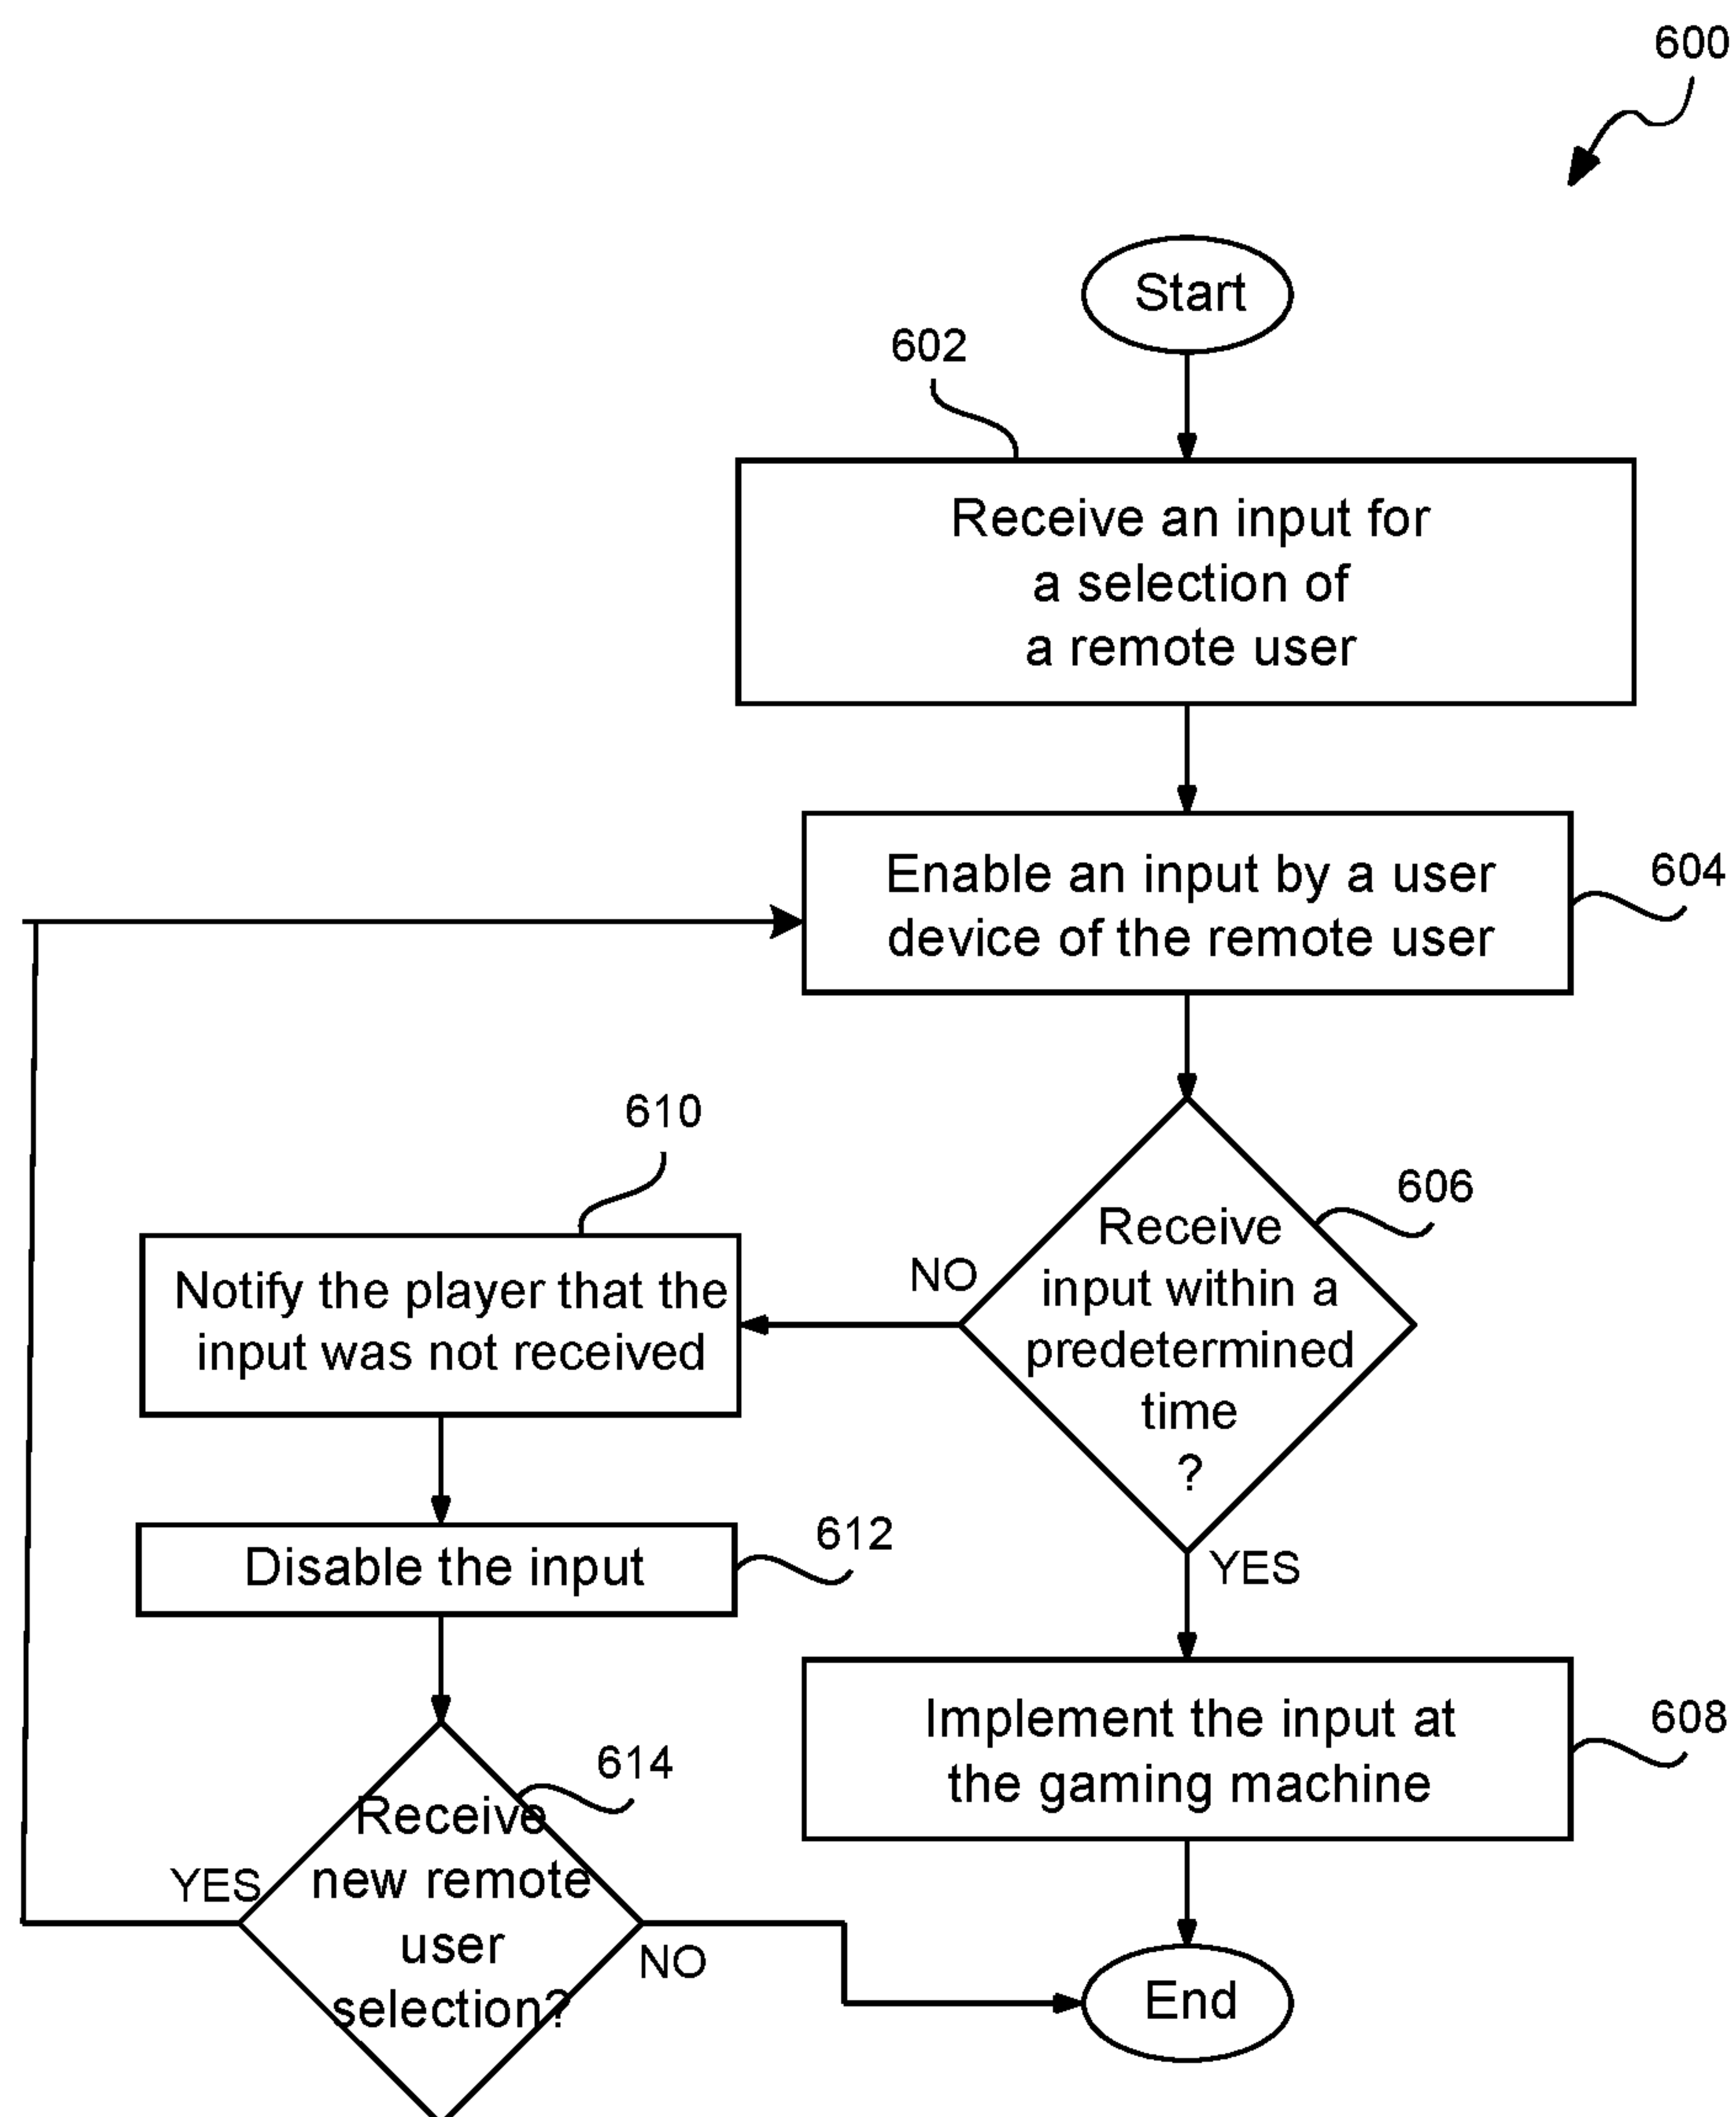 600
Start
602
Receive an input for
a selection of
a remote user
Enable an input by a user
device of the remote user
604
610
606
Receive
input within a
predetermined
time
?
NO
YES
Notify the player that the
input was not received
Disable the input
612
Implement the input at
the gaming machine
608
614
Receive
new remote
user
selection?
YES
NO
End